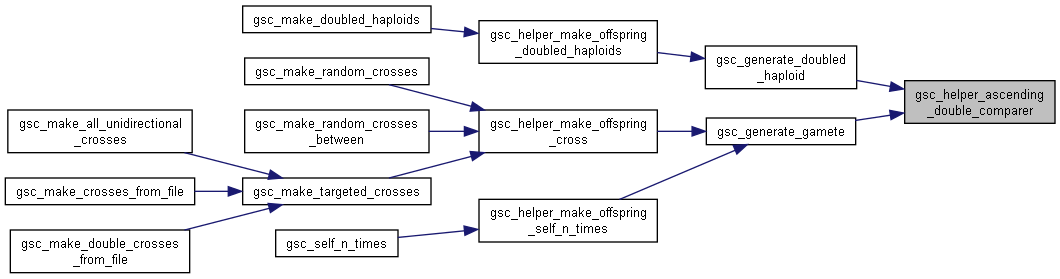 gsc_make_doubled_haploids
gsc_helper_make_offspring
_doubled_haploids
gsc_generate_doubled
_haploid
gsc_helper_ascending
_double_comparer
gsc_make_random_crosses
gsc_make_all_unidirectional
_crosses
gsc_make_random_crosses
_between
gsc_helper_make_offspring
_cross
gsc_generate_gamete
gsc_make_crosses_from_file
gsc_make_targeted_crosses
gsc_make_double_crosses
_from_file
gsc_self_n_times
gsc_helper_make_offspring
_self_n_times